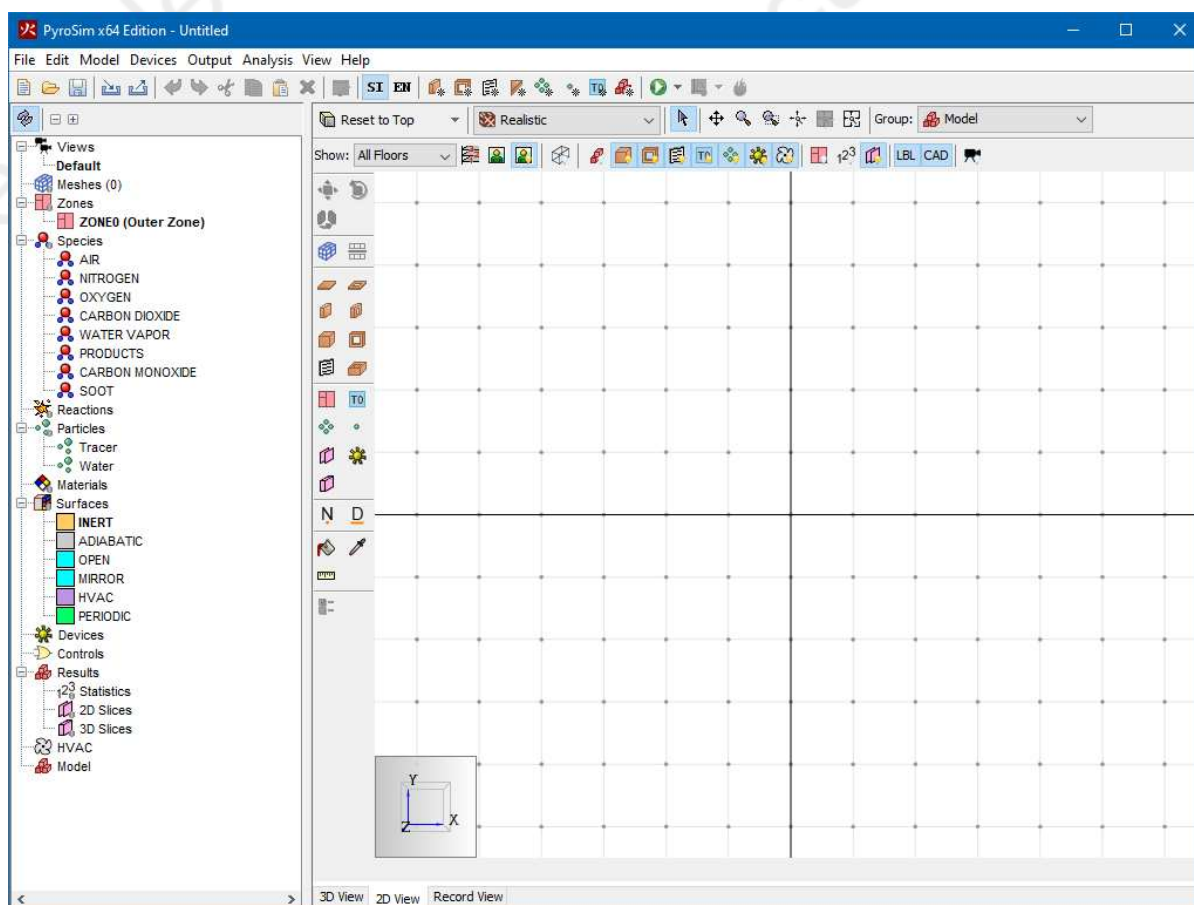 PyroSim x64 Edition - Untitled
File Edit Model Devices Output Analysis View Help
SI EN T0
Reset to Top Realistic Group: Model
Show: All Floors T0 123 LBL CAD
Views
Default
Meshes (0)
Zones
ZONE0 (Outer Zone)
Species
AIR
NITROGEN
OXYGEN
CARBON DIOXIDE
WATER VAPOR
PRODUCTS
CARBON MONOXIDE
SOOT
Reactions
Particles
Tracer
Water
Materials
Surfaces
INERT
ADIABATIC
OPEN
MIRROR
HVAC
PERIODIC
Devices
Controls
Results
123 Statistics
2D Slices
3D Slices
HVAC
Model
T0
N D
Y
Z X
3D View 2D View Record View